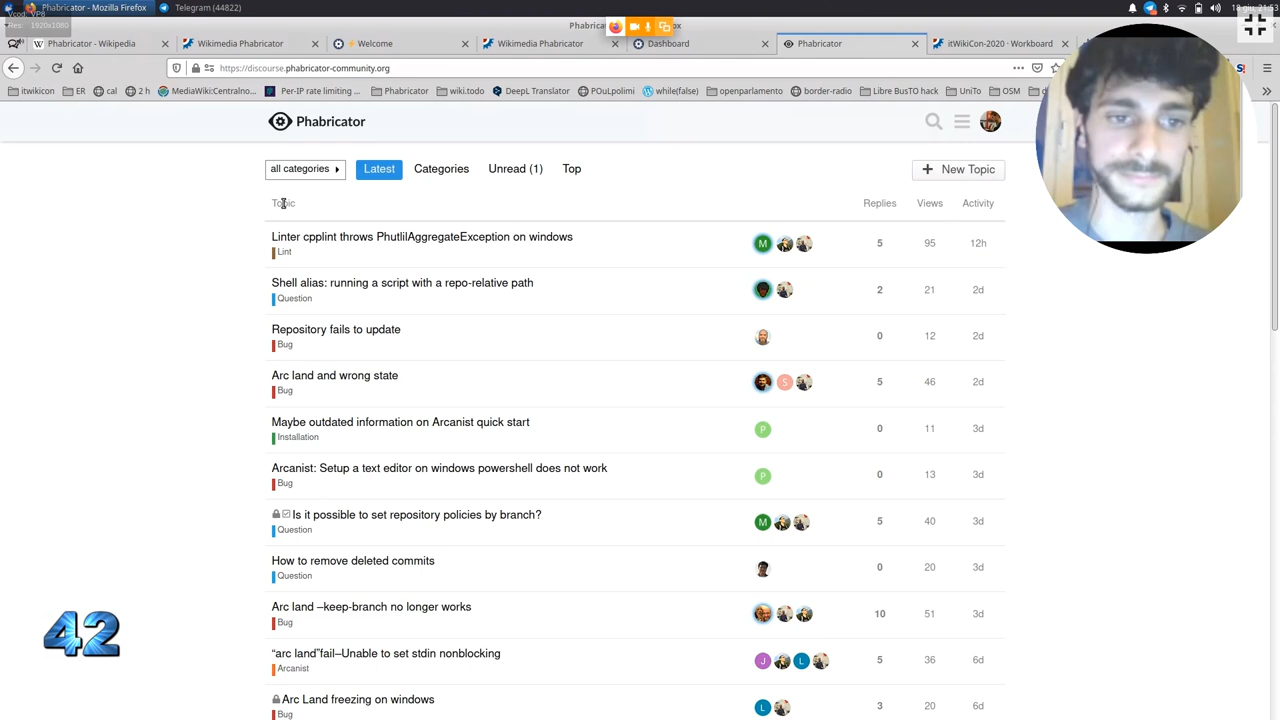 Phabricator - Mozilla Firefox
Telegram (44822)
18 giu, 21:53
Vcod: VP8
Res: 1920x1080
Phabricator - Wikipedia
Wikimedia Phabricator
Welcome
Wikimedia Phabricator
Dashboard
Phabricator
itWikiCon-2020 · Workboard
https://discourse.phabricator-community.org
itwikicon
ER
cal
2 h
MediaWiki:Centralno...
Per-IP rate limiting ...
Phabricator
wiki.todo
DeepL Translator
POuLpolimi
while(false)
openparlamento
border-radio
Libre BusTO hack
UniTo
OSM
Phabricator
all categories
Latest
Categories
Unread (1)
Top
+ New Topic
Topic
Replies
Views
Activity
Linter cpplint throws PhutlilAggregateException on windows
5
95
12h
Lint
Shell alias: running a script with a repo-relative path
2
21
2d
Question
Repository fails to update
0
12
2d
Bug
Arc land and wrong state
S
5
46
2d
Bug
Maybe outdated information on Arcanist quick start
P
0
11
3d
Installation
Arcanist: Setup a text editor on windows powershell does not work
P
0
13
3d
Bug
Is it possible to set repository policies by branch?
M
5
40
3d
Question
How to remove deleted commits
0
20
3d
Question
Arc land –keep-branch no longer works
10
51
3d
Bug
“arc land”fail–Unable to set stdin nonblocking
J
L
5
36
6d
Arcanist
Arc Land freezing on windows
L
3
20
6d
Bug
42